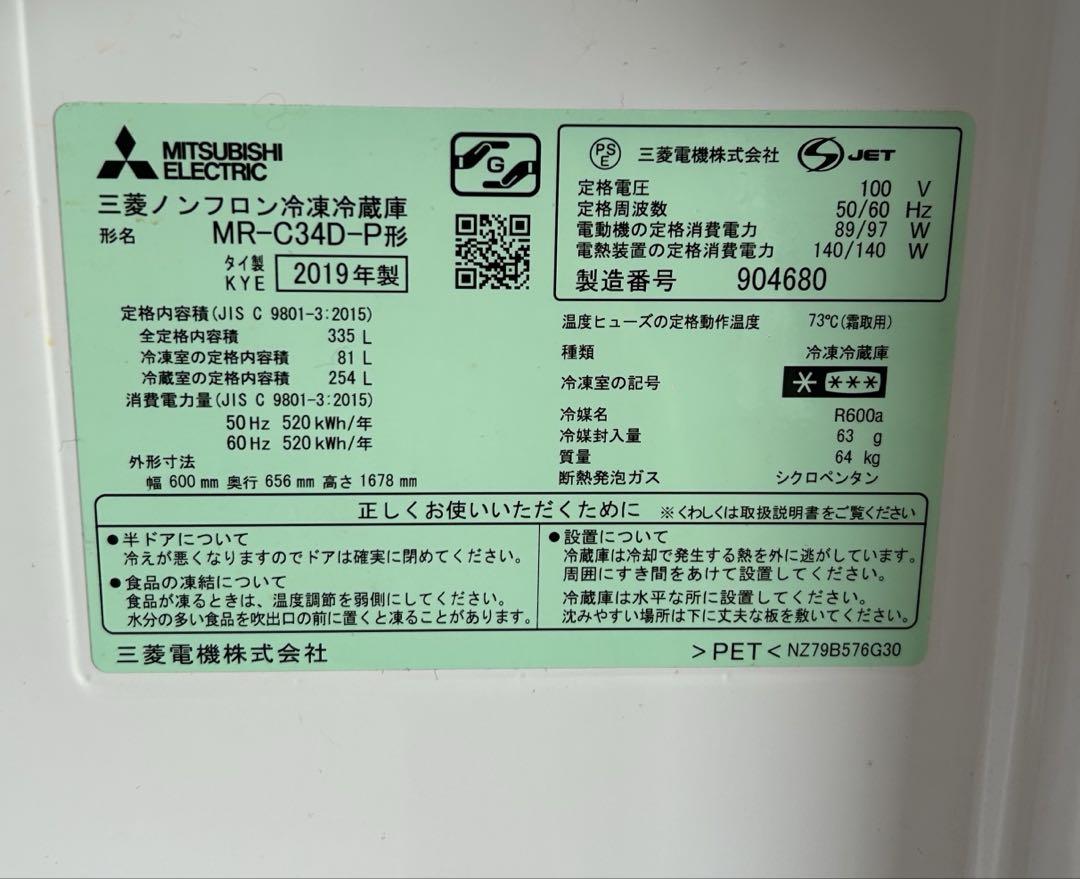 MITSUBISHI
ELECTRIC
三菱ノンフロン冷凍冷蔵庫
形名 MR-C34D-P形
タイ製
KYE 2019年製
G
定格内容積(JIS C 9801-3:2015)
全定格内容積 335 L
冷凍室の定格内容積 81 L
冷蔵室の定格内容積 254 L
消費電力量(JIS C 9801-3:2015)
50Hz 520kWh/年
60Hz 520kWh/年
外形寸法
幅 600mm 奥行 656mm 高さ 1678mm
PSE 三菱電機株式会社 JET
定格電圧 100 V
定格周波数 50/60 Hz
電動機の定格消費電力 89/97 W
電熱装置の定格消費電力 140/140 W
製造番号 904680
温度ヒューズの定格動作温度 73℃(霜取用)
種類 冷凍冷蔵庫
冷凍室の記号 * ***
冷媒名 R600a
冷媒封入量 63 g
質量 64 kg
断熱発泡ガス シクロペンタン
正しくお使いいただくために ※くわしくは取扱説明書をご覧ください
●半ドアについて
冷えが悪くなりますのでドアは確実に閉めてください。
●食品の凍結について
食品が凍るときは、温度調節を弱側にしてください。
水分の多い食品を吹出口の前に置くと凍ることがあります。
●設置について
冷蔵庫は冷却で発生する熱を外に逃がしています。
周囲にすき間をあけて設置してください。
冷蔵庫は水平な所に設置してください。
沈みやすい場所は下に丈夫な板を敷いてください。
三菱電機株式会社 >PET< NZ79B576G30